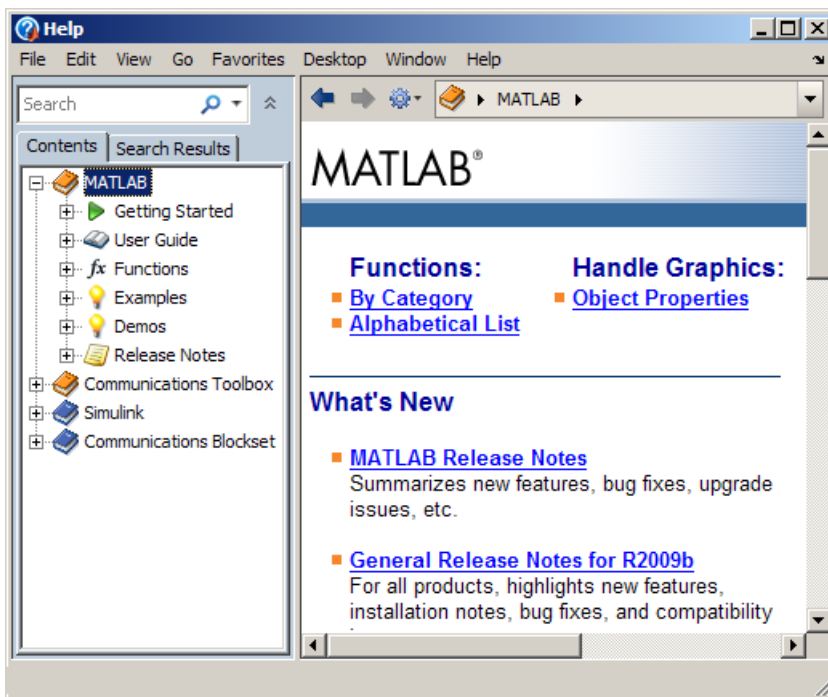 Help
File Edit View Go Favorites Desktop Window Help
Search
MATLAB
Contents Search Results
MATLAB
Getting Started
User Guide
fx Functions
Examples
Demos
Release Notes
Communications Toolbox
Simulink
Communications Blockset
MATLAB®
Functions: Handle Graphics:
By Category Object Properties
Alphabetical List
What's New
MATLAB Release Notes
Summarizes new features, bug fixes, upgrade
issues, etc.
General Release Notes for R2009b
For all products, highlights new features,
installation notes, bug fixes, and compatibility